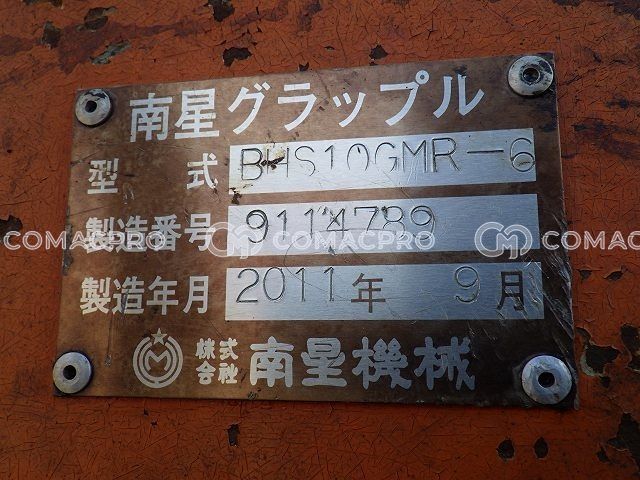 南星グラップル
型 式 BHS10GMR-6
製造番号 9114789
製造年月 2011年 9月
株式会社 南星機械
COMACPRO COMACPRO COMACPRO